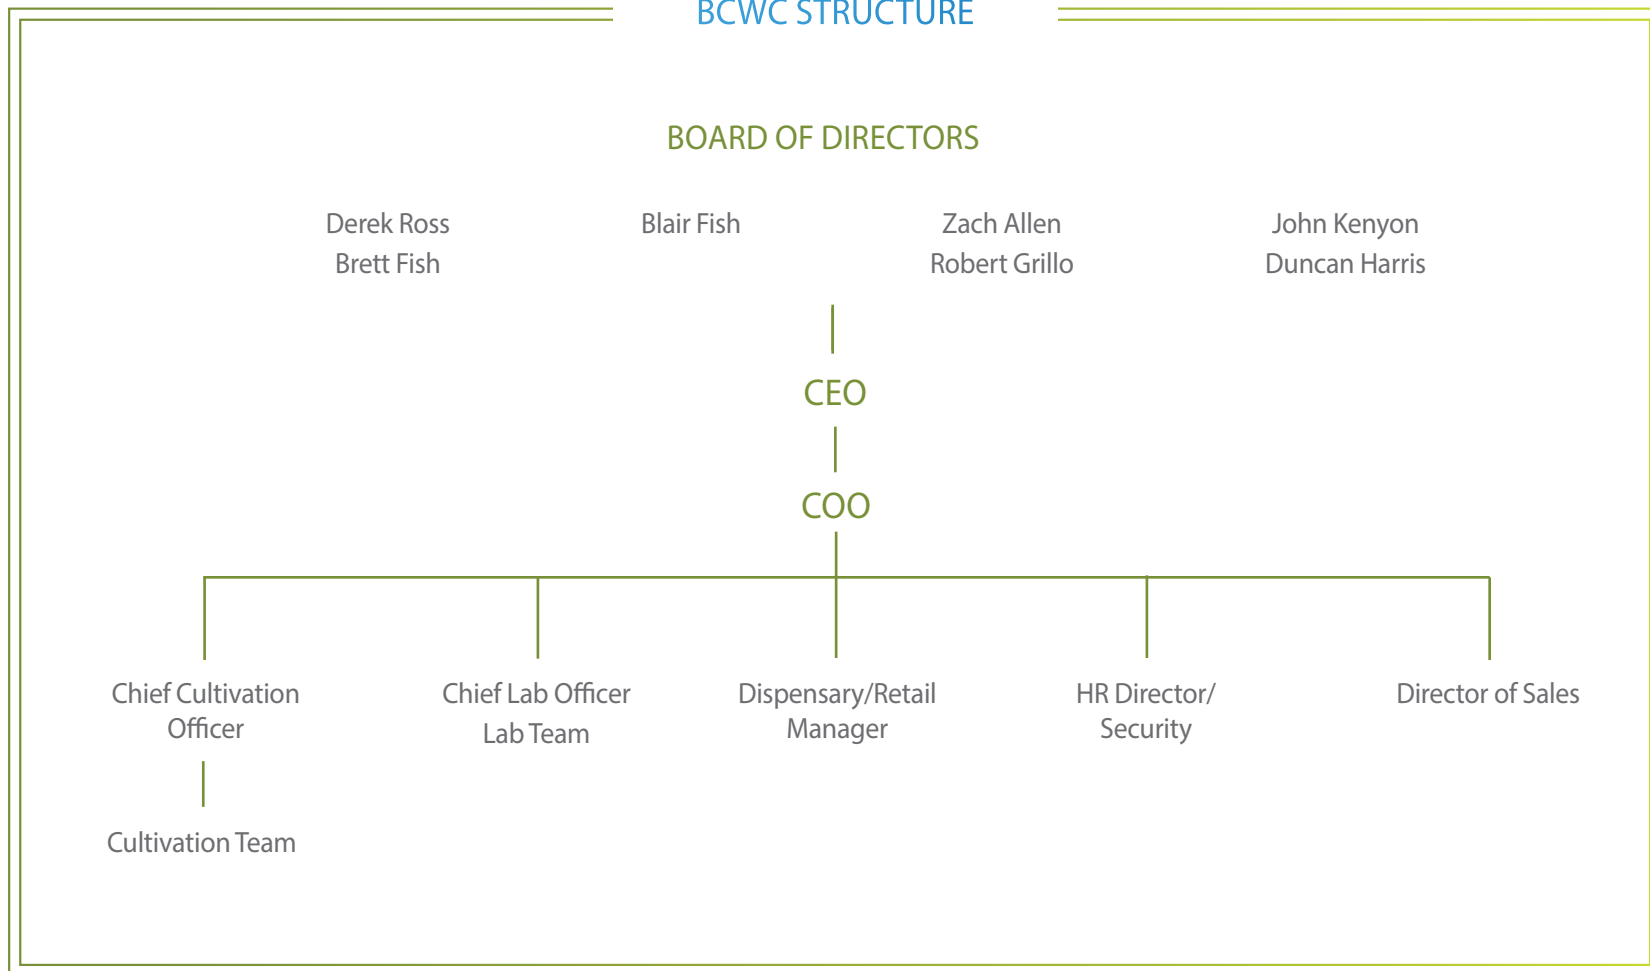 BCWC STRUCTURE
BOARD OF DIRECTORS
Derek Ross
Brett Fish
Blair Fish
Zach Allen
Robert Grillo
John Kenyon
Duncan Harris
CEO
COO
Chief Cultivation
Officer
Chief Lab Officer
Lab Team
Dispensary/Retail
Manager
HR Director/
Security
Director of Sales
Cultivation Team